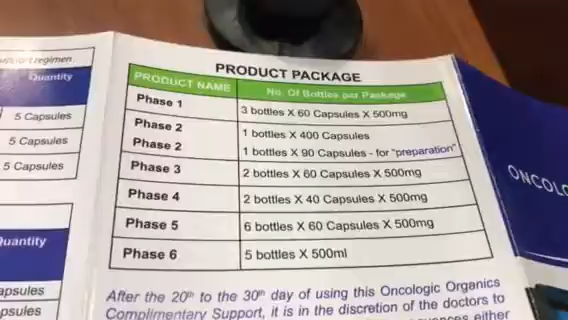 support regimen
Quantity
5 Capsules
5 Capsules
5 Capsules
Quantity
PRODUCT PACKAGE
PRODUCT NAME No. Of Bottles per Package
Phase 1 3 bottles X 60 Capsules X 500mg
Phase 2 1 bottles X 400 Capsules
Phase 2 1 bottles X 90 Capsules - for "preparation"
Phase 3 2 bottles X 60 Capsules X 500mg
Phase 4 2 bottles X 40 Capsules X 500mg
Phase 5 6 bottles X 60 Capsules X 500mg
Phase 6 5 bottles X 500ml
After the 20th to the 30th day of using this Oncologic Organics
Complimentary Support, it is in the discretion of the doctors to
either